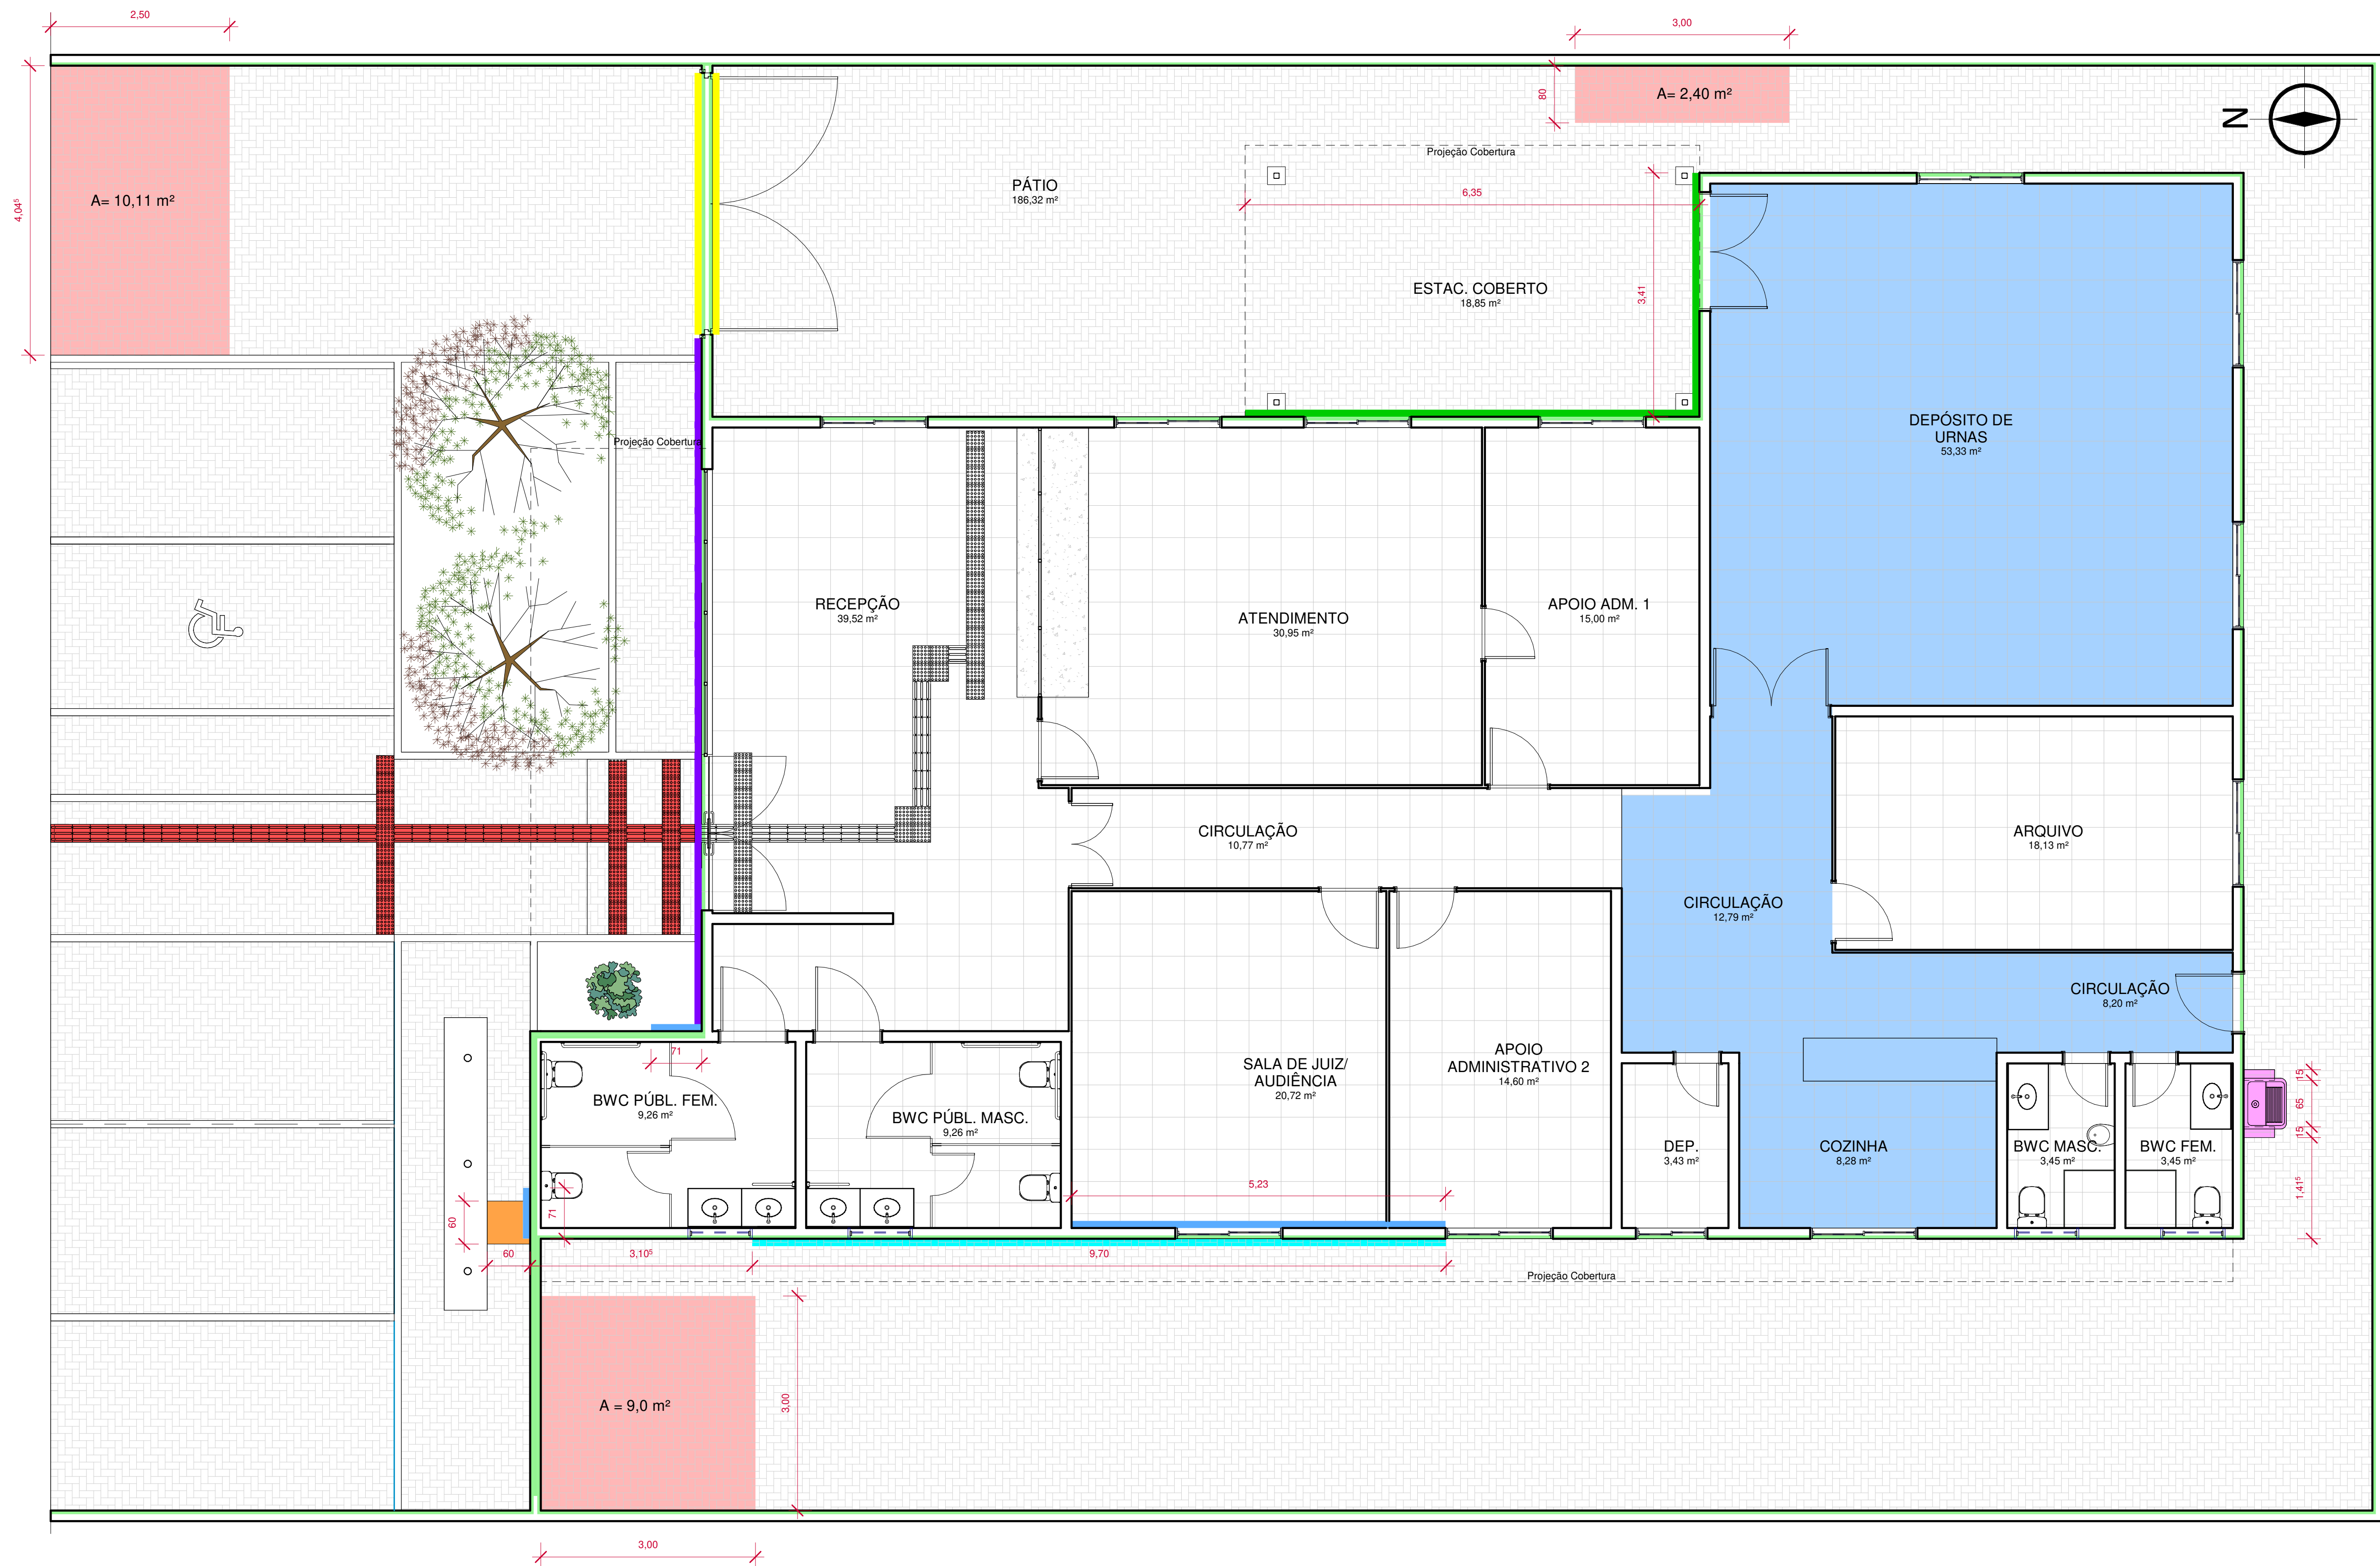 2,50
3,00
4,04⁵
A= 10,11 m²
80
A= 2,40 m²
N
Projeção Cobertura
PÁTIO
186,32 m²
6,35
ESTAC. COBERTO
18,85 m²
3,41
Projeção Cobertura
DEPÓSITO DE
URNAS
53,33 m²
RECEPÇÃO
39,52 m²
ATENDIMENTO
30,95 m²
APOIO ADM. 1
15,00 m²
CIRCULAÇÃO
10,77 m²
ARQUIVO
18,13 m²
CIRCULAÇÃO
12,79 m²
CIRCULAÇÃO
8,20 m²
71
BWC PÚBL. FEM.
9,26 m²
BWC PÚBL. MASC.
9,26 m²
SALA DE JUIZ/
AUDIÊNCIA
20,72 m²
APOIO
ADMINISTRATIVO 2
14,60 m²
DEP.
3,43 m²
COZINHA
8,28 m²
BWC MASC.
3,45 m²
BWC FEM.
3,45 m²
15
65
15
1,41⁵
5,23
60
71
60
3,10⁵
9,70
Projeção Cobertura
A = 9,0 m²
3,00
3,00